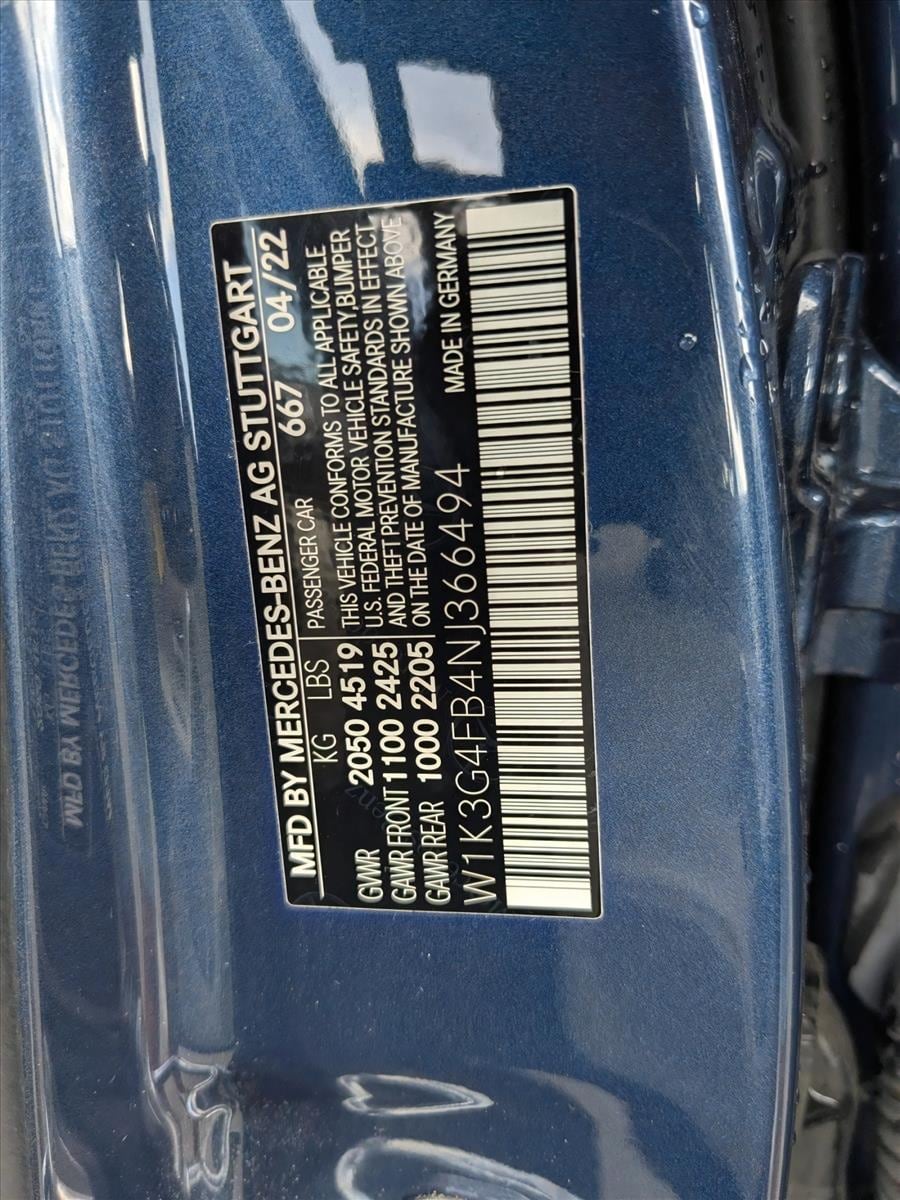 MFD BY MERCEDES-BENZ AG STUTTGART
KG LBS PASSENGER CAR 667 04/22
GVWR 2050 4519 THIS VEHICLE CONFORMS TO ALL APPLICABLE
U.S. FEDERAL MOTOR VEHICLE SAFETY,BUMPER
GAWR FRONT 1100 2425 AND THEFT PREVENTION STANDARDS IN EFFECT
GAWR REAR 1000 2205 ON THE DATE OF MANUFACTURE SHOWN ABOVE
W1K3G4FB4NJ366494 MADE IN GERMANY